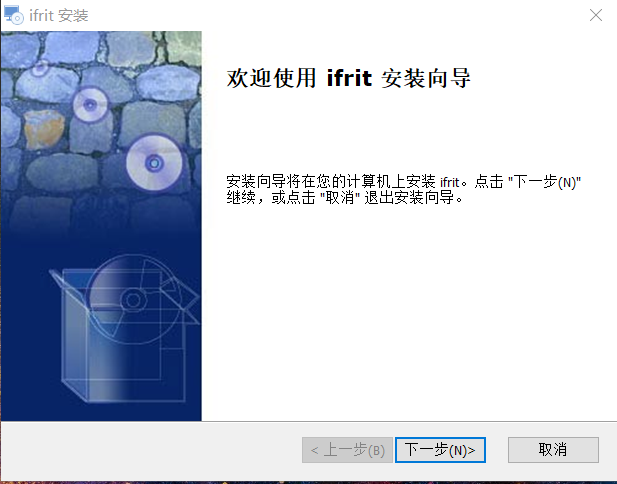 ifrit 安装
欢迎使用 ifrit 安装向导
安装向导将在您的计算机上安装 ifrit。点击 "下一步(N)"
继续，或点击 "取消" 退出安装向导。
< 上一步(B) 下一步(N)> 取消